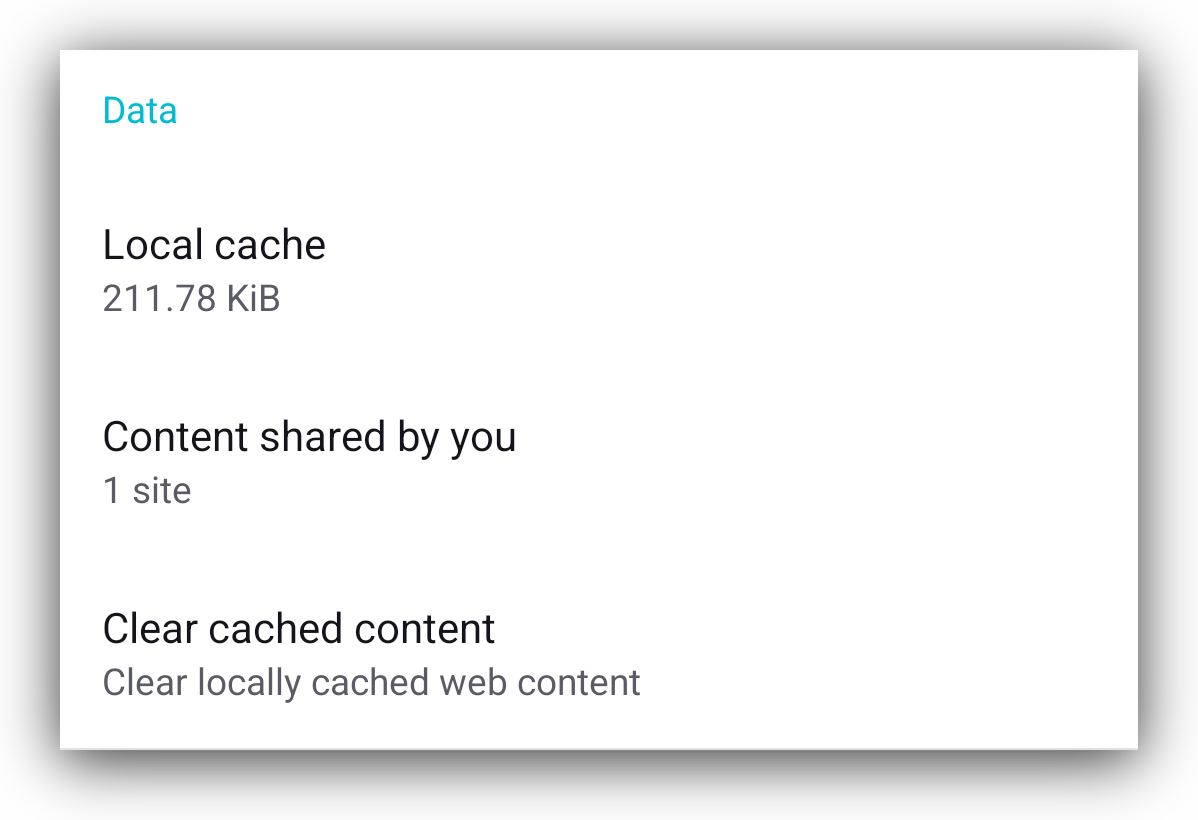 Data
Local cache
211.78 KiB
Content shared by you
1 site
Clear cached content
Clear locally cached web content